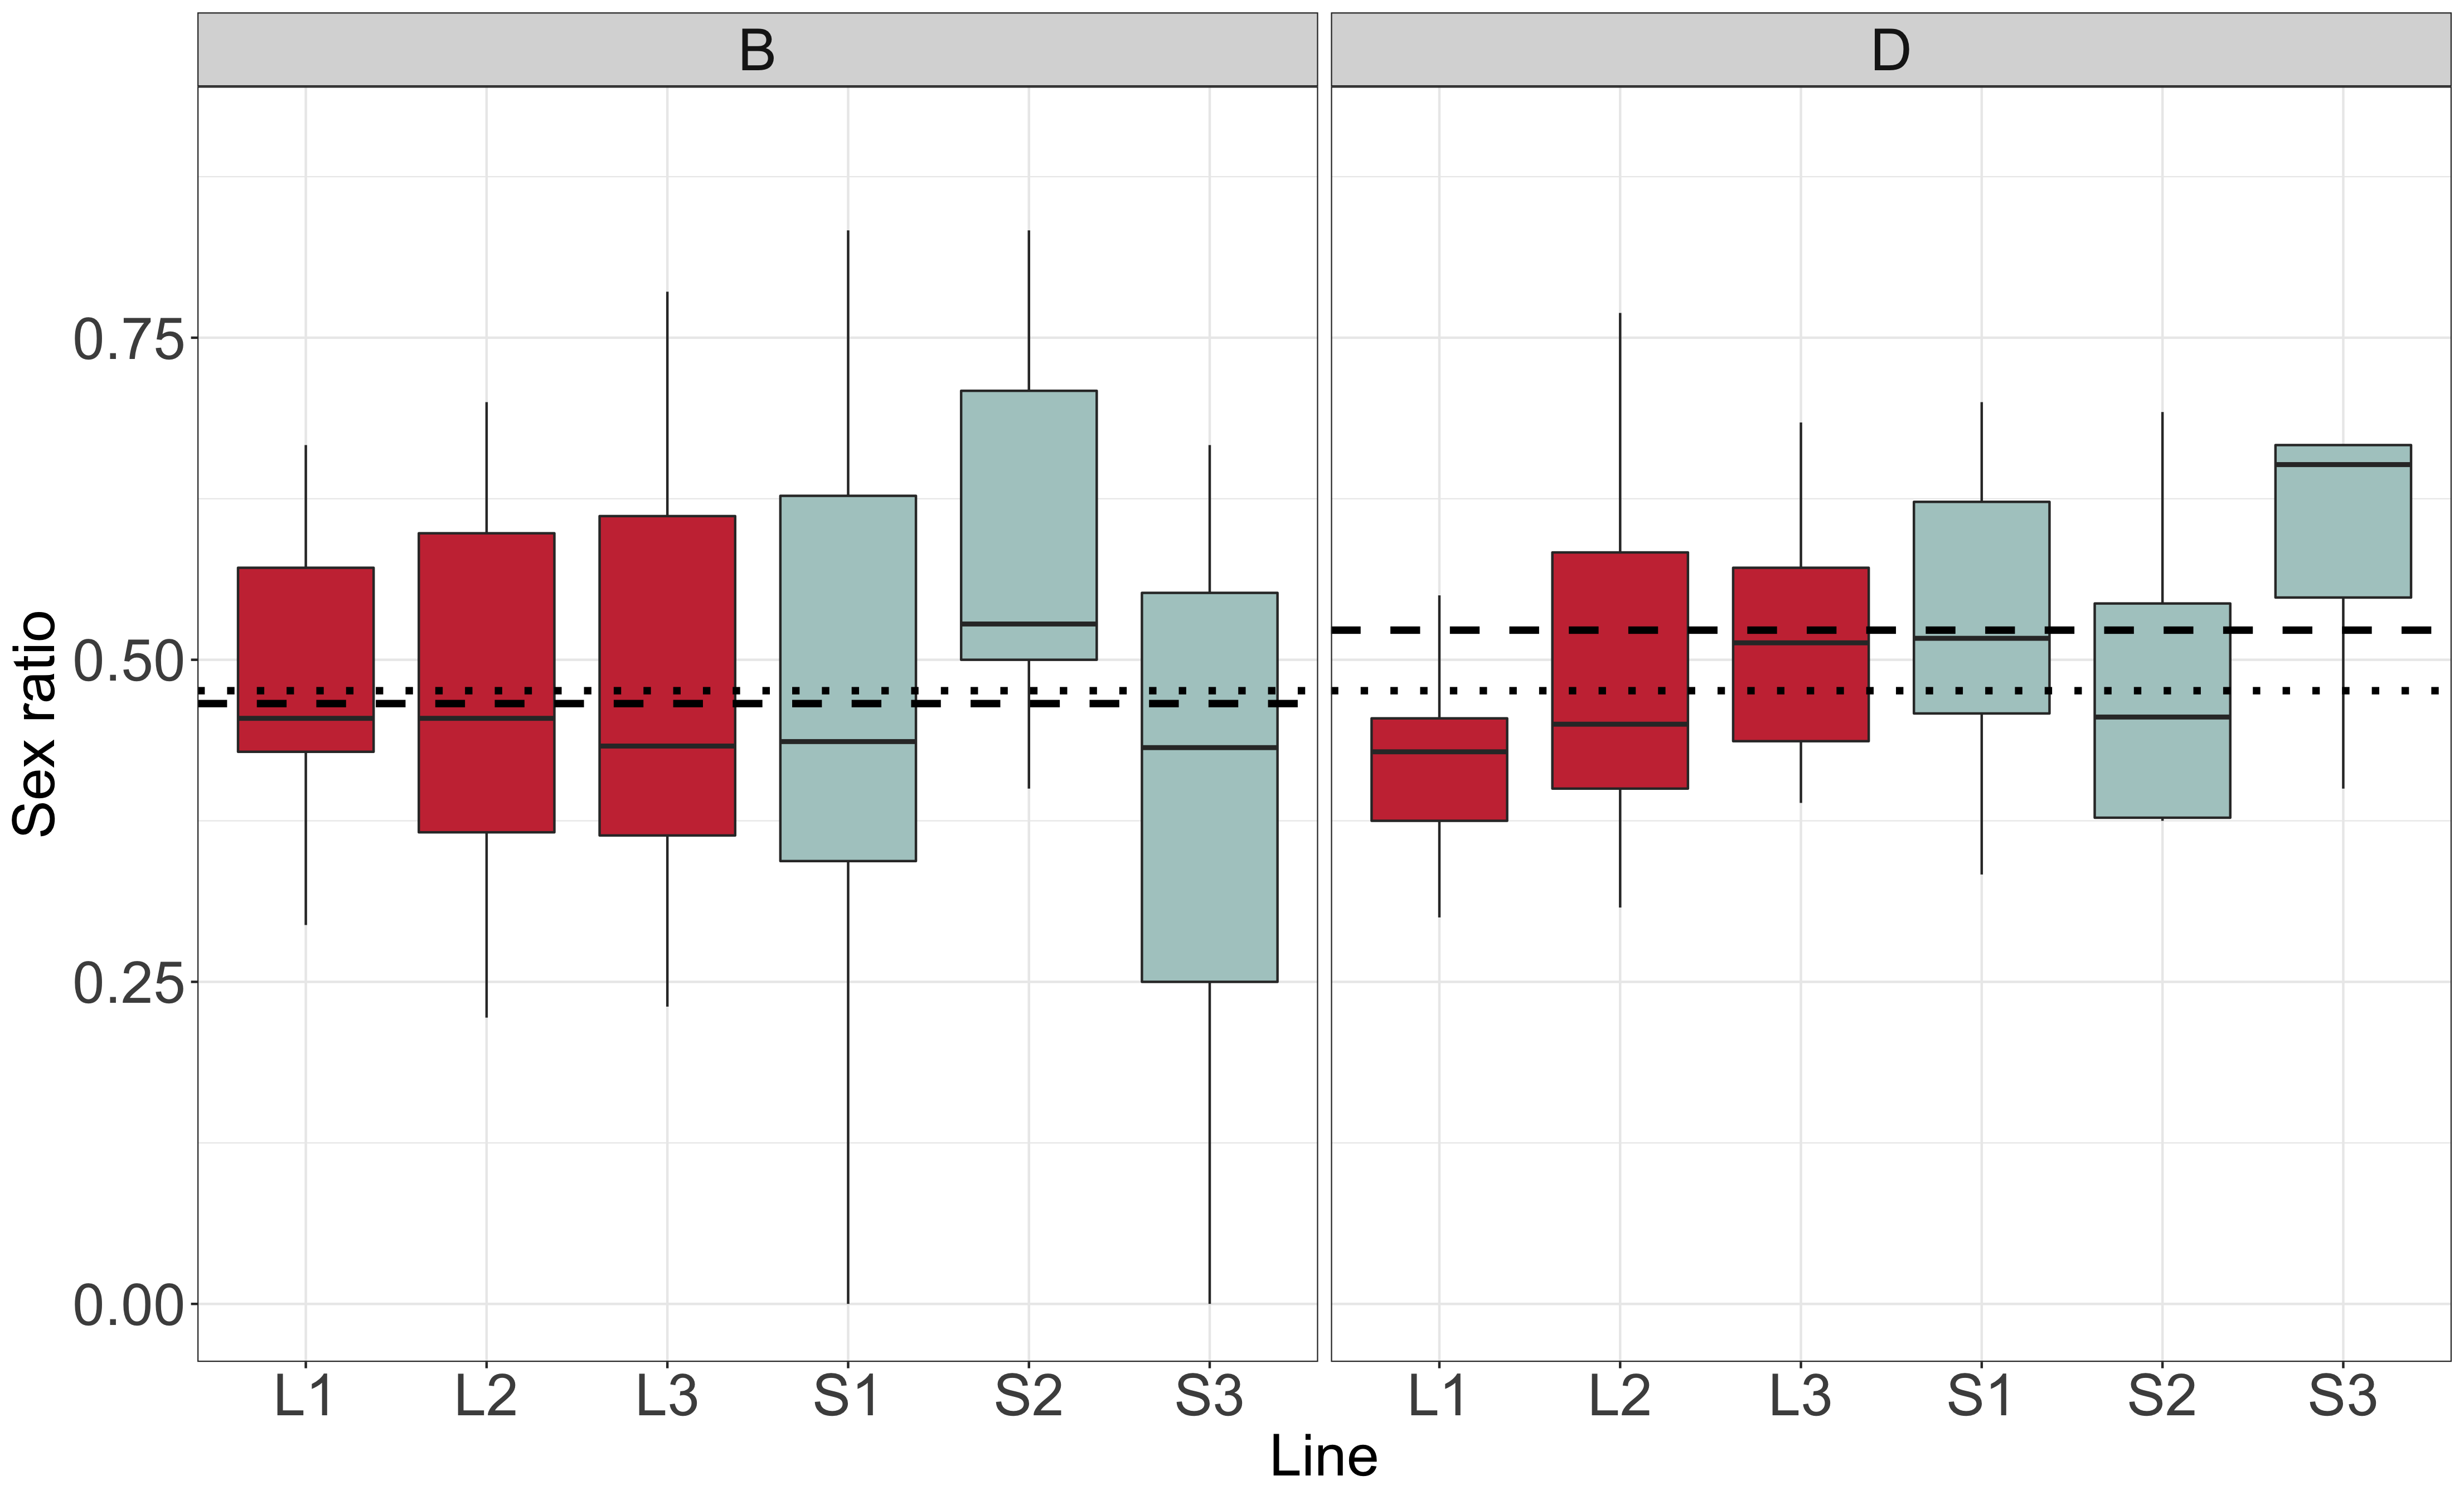 B
D
Sex ratio
0.75
0.50
0.25
0.00
L1 L2 L3 S1 S2 S3
L1 L2 L3 S1 S2 S3
Line